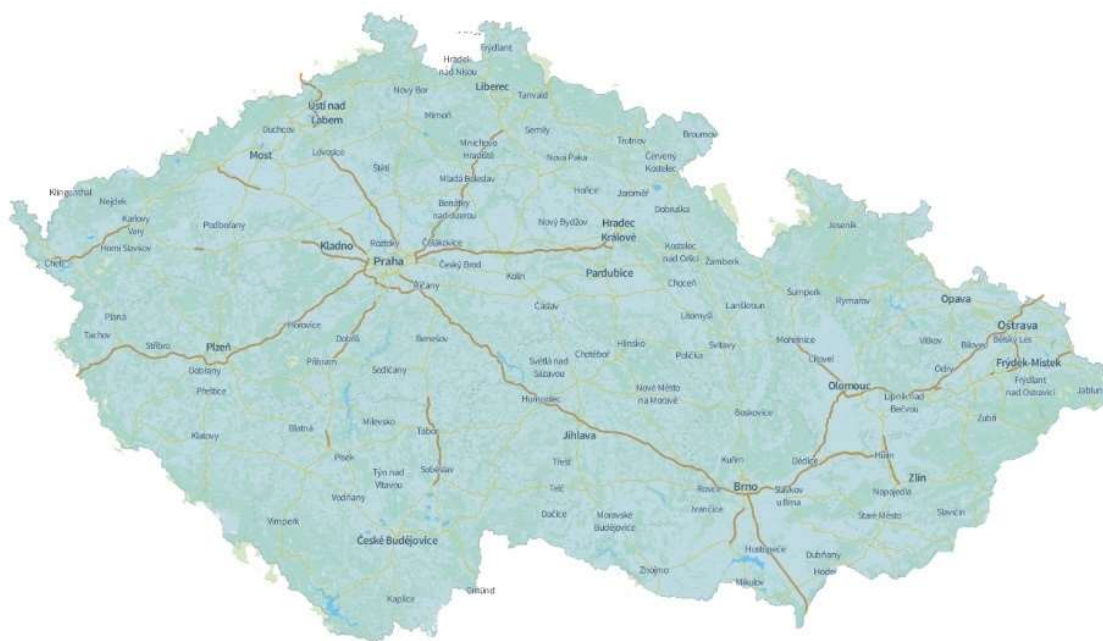 Frýdlant
Hrádek
nad Nisou
Liberec
Nový Bor
Tanvald
Ústí nad
Labem
Mimoň
Duchcov
Semily
Trutnov
Broumov
Mnichovo
Hradiště
Most
Lovosice
Štětí
Nová Paka
Červený
Kostelec
Mladá Boleslav
Klingenthal
Nejdek
Hořice
Jaroměř
Benátky
nad Jizerou
Dobruška
Karlovy
Vary
Podbořany
Nový Bydžov
Hradec
Králové
Jeseník
Horní Slavkov
Kladno
Roztoky
Čelákovice
Kostelec
nad Orlicí
Cheb
Praha
Český Brod
Žamberk
Kolín
Pardubice
Říčany
Choceň
Šumperk
Rýmařov
Opava
Čáslav
Lanškroun
Planá
Hořovice
Litomyšl
Ostrava
Tachov
Stříbro
Plzeň
Dobříš
Benešov
Hlinsko
Svitavy
Mohelnice
Vítkov
Bílovec
Bělský Les
Příbram
Světlá nad
Sázavou
Chotěboř
Polička
Litovel
Dobřany
Sedlčany
Odry
Frýdek-Místek
Přeštice
Humpolec
Nové Město
na Moravě
Olomouc
Lipník nad
Bečvou
Frýdlant
nad Ostravicí
Jablun
Blatná
Milevsko
Tábor
Boskovice
Zubří
Klatovy
Jihlava
Písek
Kuřim
Dědice
Hulín
Týn nad
Vltavou
Soběslav
Třešť
Zlín
Vodňany
Telč
Brno
Rosice
Slavkov
u Brna
Napajedla
Ivančice
Vimperk
Dačice
Moravské
Budějovice
Staré Město
Slavičín
České Budějovice
Hustopeče
Dubňany
Znojmo
Hodon
Mikulov
Gmünd
Kaplice